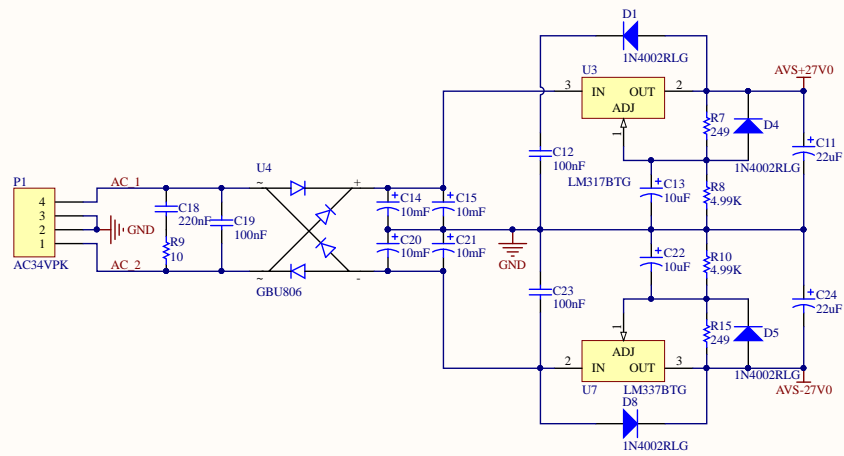 D1
1N4002RLG
U3
3
IN
OUT
2
ADJ
1
LM317BTG
AVS+27V0
R7
249
D4
1N4002RLG
C11
22uF
C12
100nF
C13
10uF
R8
4.99K
P1
4
3
2
1
AC34VPK
AC_1
GND
AC_2
C18
220nF
R9
10
C19
100nF
U4
~
+
~
-
GBU806
C14
10mF
C15
10mF
C20
10mF
C21
10mF
GND
C22
10uF
R10
4.99K
C23
100nF
C24
22uF
1
ADJ
2
IN
OUT
3
U7
LM337BTG
R15
249
D5
1N4002RLG
AVS-27V0
D8
1N4002RLG